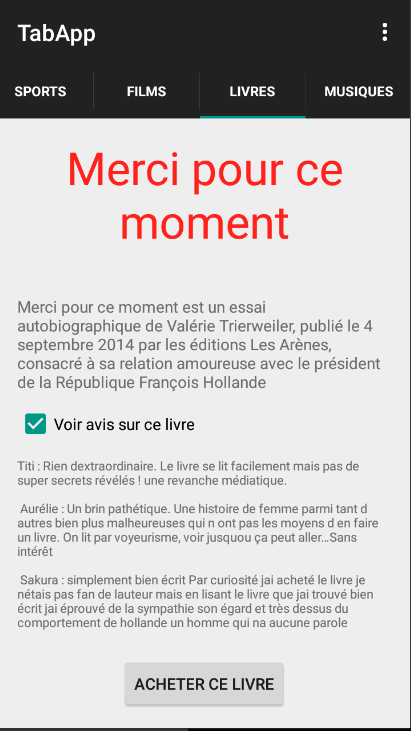 TabApp
SPORTS FILMS LIVRES MUSIQUES
Merci pour ce
moment
Merci pour ce moment est un essai
autobiographique de Valérie Trierweiler, publié le 4
septembre 2014 par les éditions Les Arènes,
consacré à sa relation amoureuse avec le président
de la République François Hollande
Voir avis sur ce livre
Titi : Rien dextraordinaire. Le livre se lit facilement mais pas de
super secrets révélés ! une revanche médiatique.
Aurélie : Un brin pathétique. Une histoire de femme parmi tant d
autres bien plus malheureuses qui n ont pas les moyens d en faire
un livre. On lit par voyeurisme, voir jusquou ça peut aller...Sans
intérêt
Sakura : simplement bien écrit Par curiosité jai acheté le livre je
nétais pas fan de lauteur mais en lisant le livre que jai trouvé bien
écrit jai éprouvé de la sympathie son égard et très dessus du
comportement de hollande un homme qui na aucune parole
ACHETER CE LIVRE